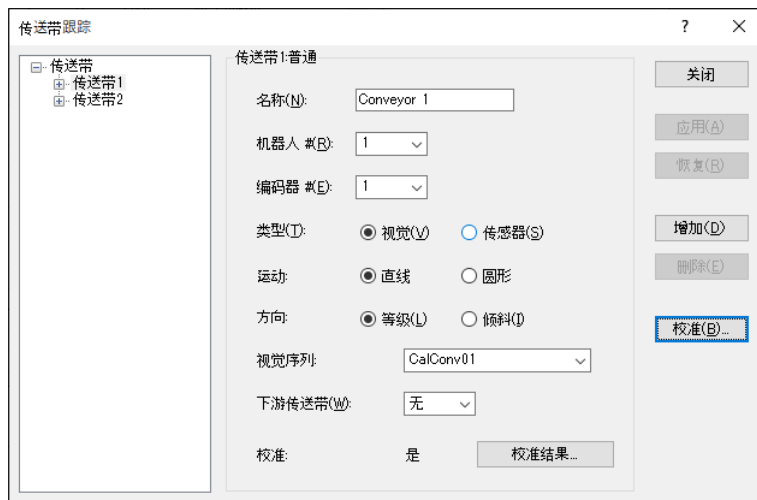 传送带跟踪
传送带
传送带1
传送带2
传送带1:普通
名称(N): Conveyor 1
机器人 #(R): 1
编码器 #(E): 1
类型(T): 视觉(V) 传感器(S)
运动: 直线 圆形
方向: 等级(L) 倾斜(I)
视觉序列: CalConv01
下游传送带(W): 无
校准: 是 校准结果...
关闭
应用(A)
恢复(R)
增加(D)
删除(E)
校准(B)...